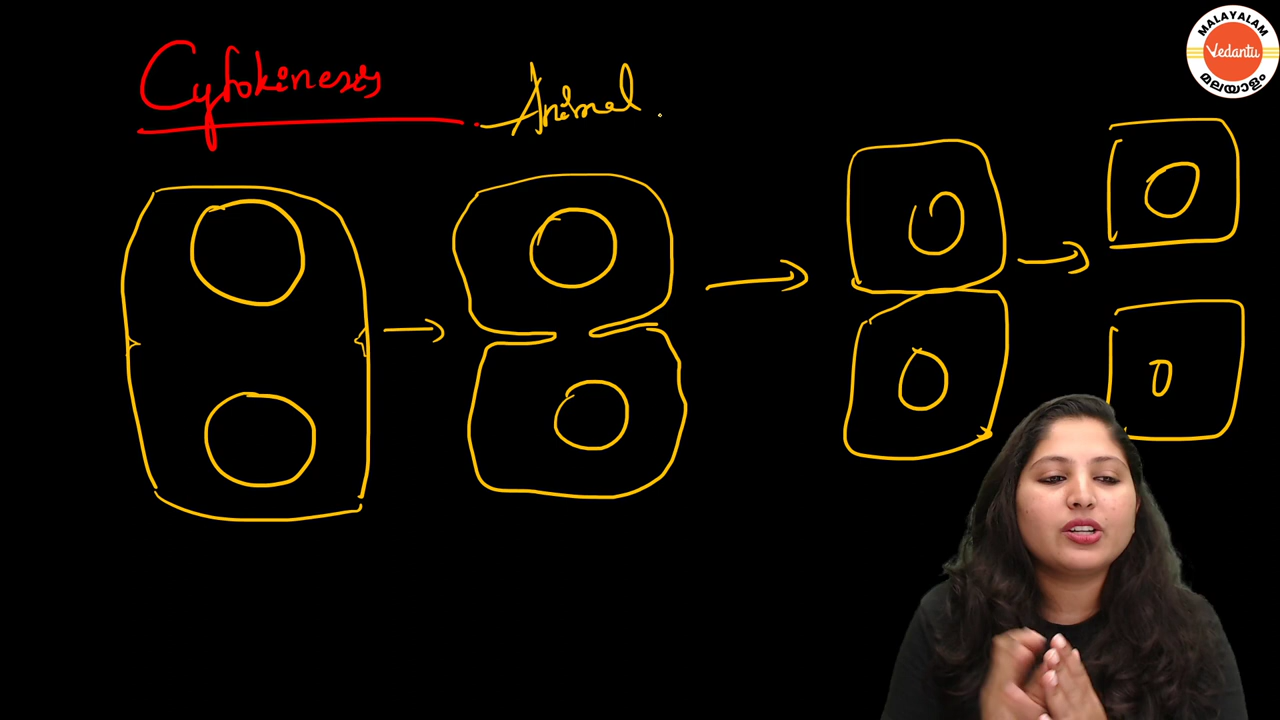 Cytokinesis
Animal.
MALAYALAM
Vedantu
മലയാളം